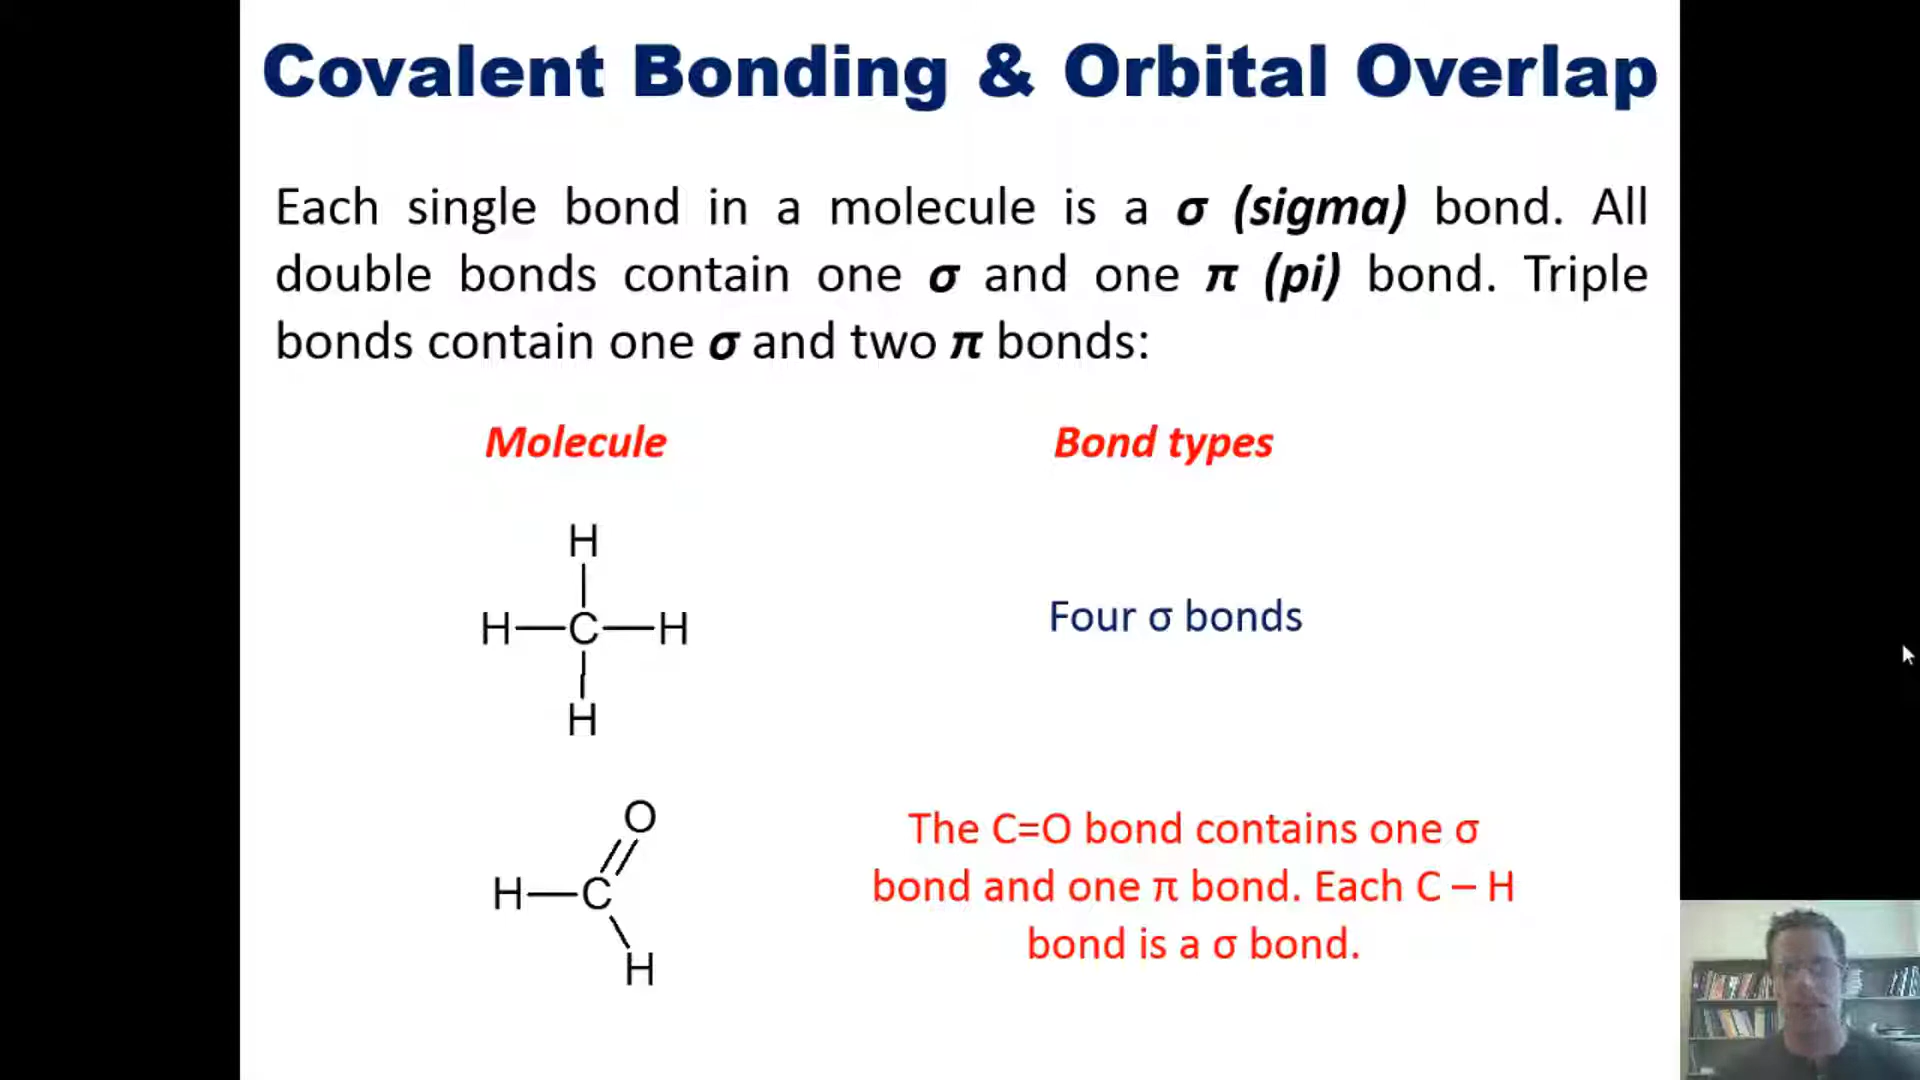 Covalent Bonding & Orbital Overlap
Each single bond in a molecule is a σ (sigma) bond. All
double bonds contain one σ and one π (pi) bond. Triple
bonds contain one σ and two π bonds:
Molecule
Bond types
H
H—C—H
H
Four σ bonds
O
H—C
H
The C=O bond contains one σ
bond and one π bond. Each C – H
bond is a σ bond.